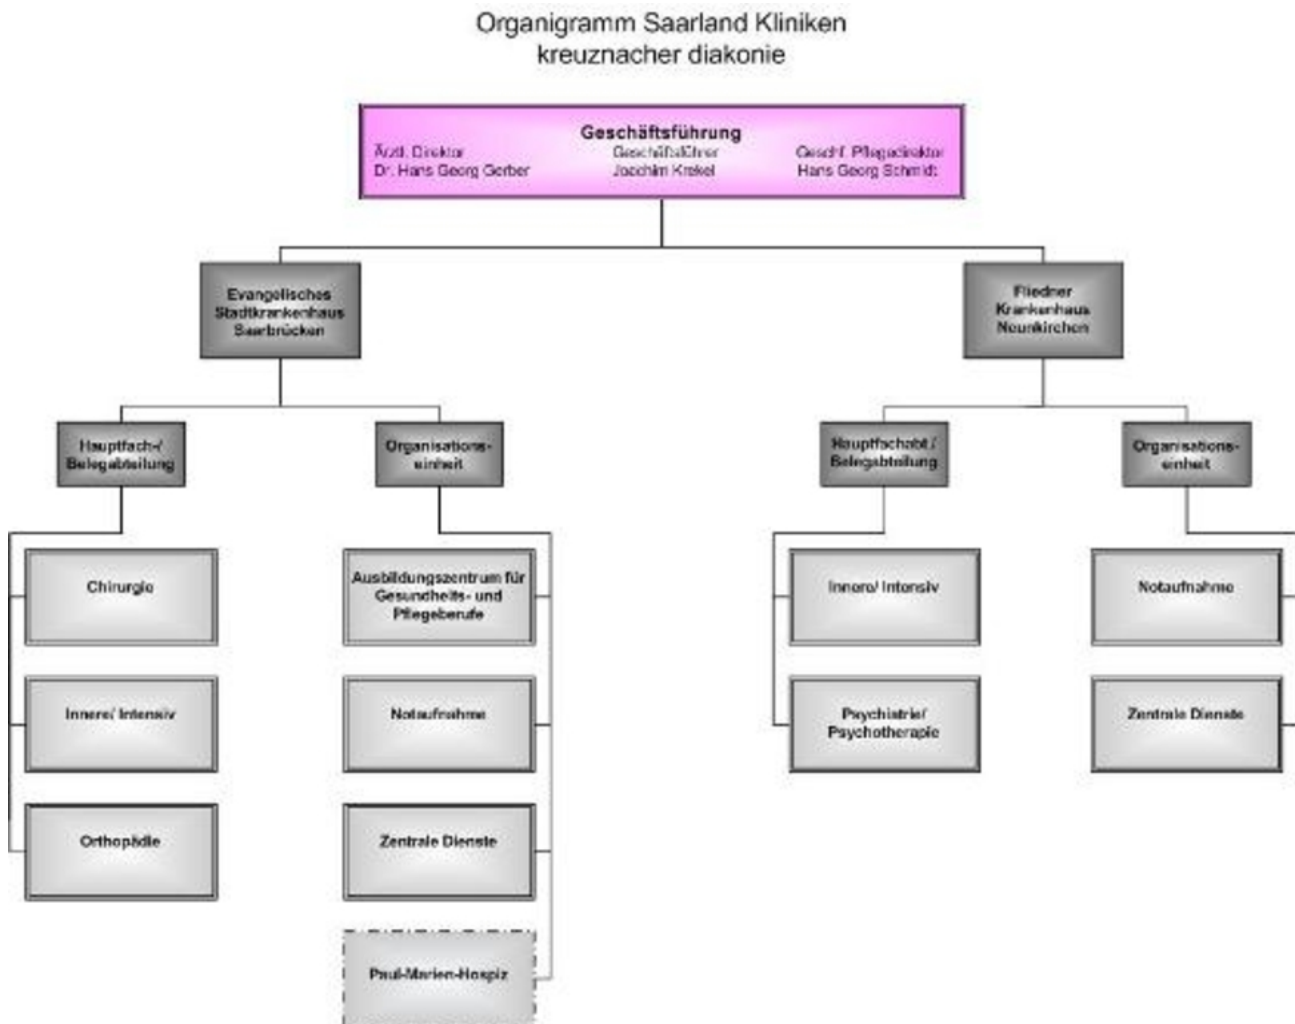 Organigramm Saarland Kliniken
kreuznacher diakonie
Geschäftsführung
Ärztl. Direktor
Dr. Hans Georg Gerber
Geschäftsführer
Joachim Krekel
Geschf. Pflegedirektor
Hans Georg Schmidt
Evangelisches
Stadtkrankenhaus
Saarbrücken
Fliedner
Krankenhaus
Neunkirchen
Hauptfach-/
Belegabteilung
Organisations-
einheit
Hauptfachabt /
Belegabteilung
Organisations-
einheit
Chirurgie
Ausbildungszentrum für
Gesundheits- und
Pflegeberufe
Innere/ Intensiv
Notaufnahme
Innere/ Intensiv
Notaufnahme
Psychiatrie/
Psychotherapie
Zentrale Dienste
Orthopädie
Zentrale Dienste
Paul-Marien-Hospiz